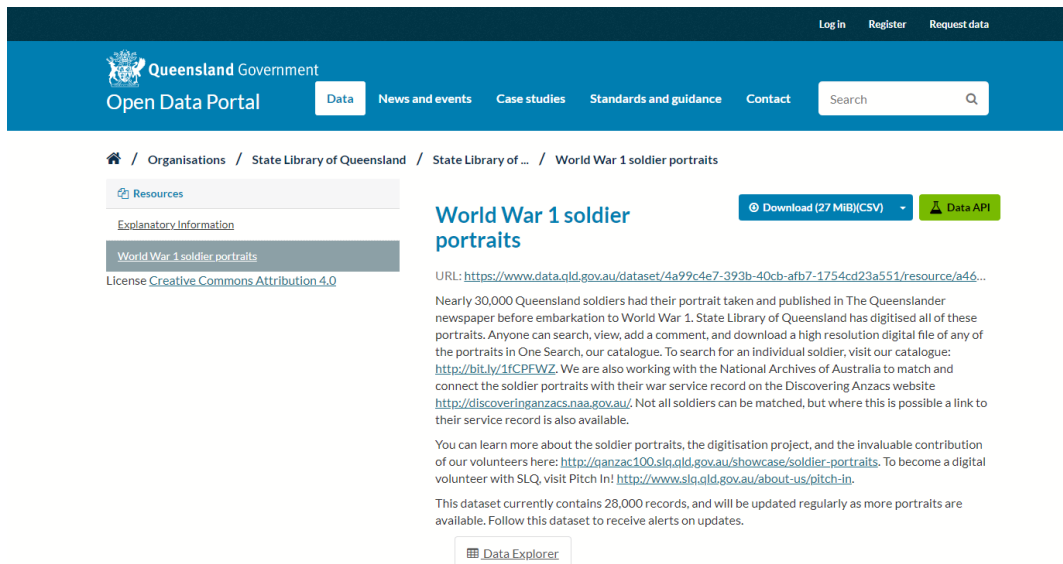 Log in Register Request data
Queensland Government
Open Data Portal
Data News and events Case studies Standards and guidance Contact Search
/ Organisations / State Library of Queensland / State Library of ... / World War 1 soldier portraits
Resources
Explanatory Information
World War 1 soldier portraits
License Creative Commons Attribution 4.0
World War 1 soldier
portraits
Download (27 MiB)(CSV)
Data API
URL: https://www.data.qld.gov.au/dataset/4a99c4e7-393b-40cb-afb7-1754cd23a551/resource/a46...
Nearly 30,000 Queensland soldiers had their portrait taken and published in The Queenslander
newspaper before embarkation to World War 1. State Library of Queensland has digitised all of these
portraits. Anyone can search, view, add a comment, and download a high resolution digital file of any of
the portraits in One Search, our catalogue. To search for an individual soldier, visit our catalogue:
http://bit.ly/1fCPFWZ. We are also working with the National Archives of Australia to match and
connect the soldier portraits with their war service record on the Discovering Anzacs website
http://discoveringanzacs.naa.gov.au/. Not all soldiers can be matched, but where this is possible a link to
their service record is also available.
You can learn more about the soldier portraits, the digitisation project, and the invaluable contribution
of our volunteers here: http://qanzac100.slq.qld.gov.au/showcase/soldier-portraits. To become a digital
volunteer with SLQ, visit Pitch In! http://www.slq.qld.gov.au/about-us/pitch-in.
This dataset currently contains 28,000 records, and will be updated regularly as more portraits are
available. Follow this dataset to receive alerts on updates.
Data Explorer